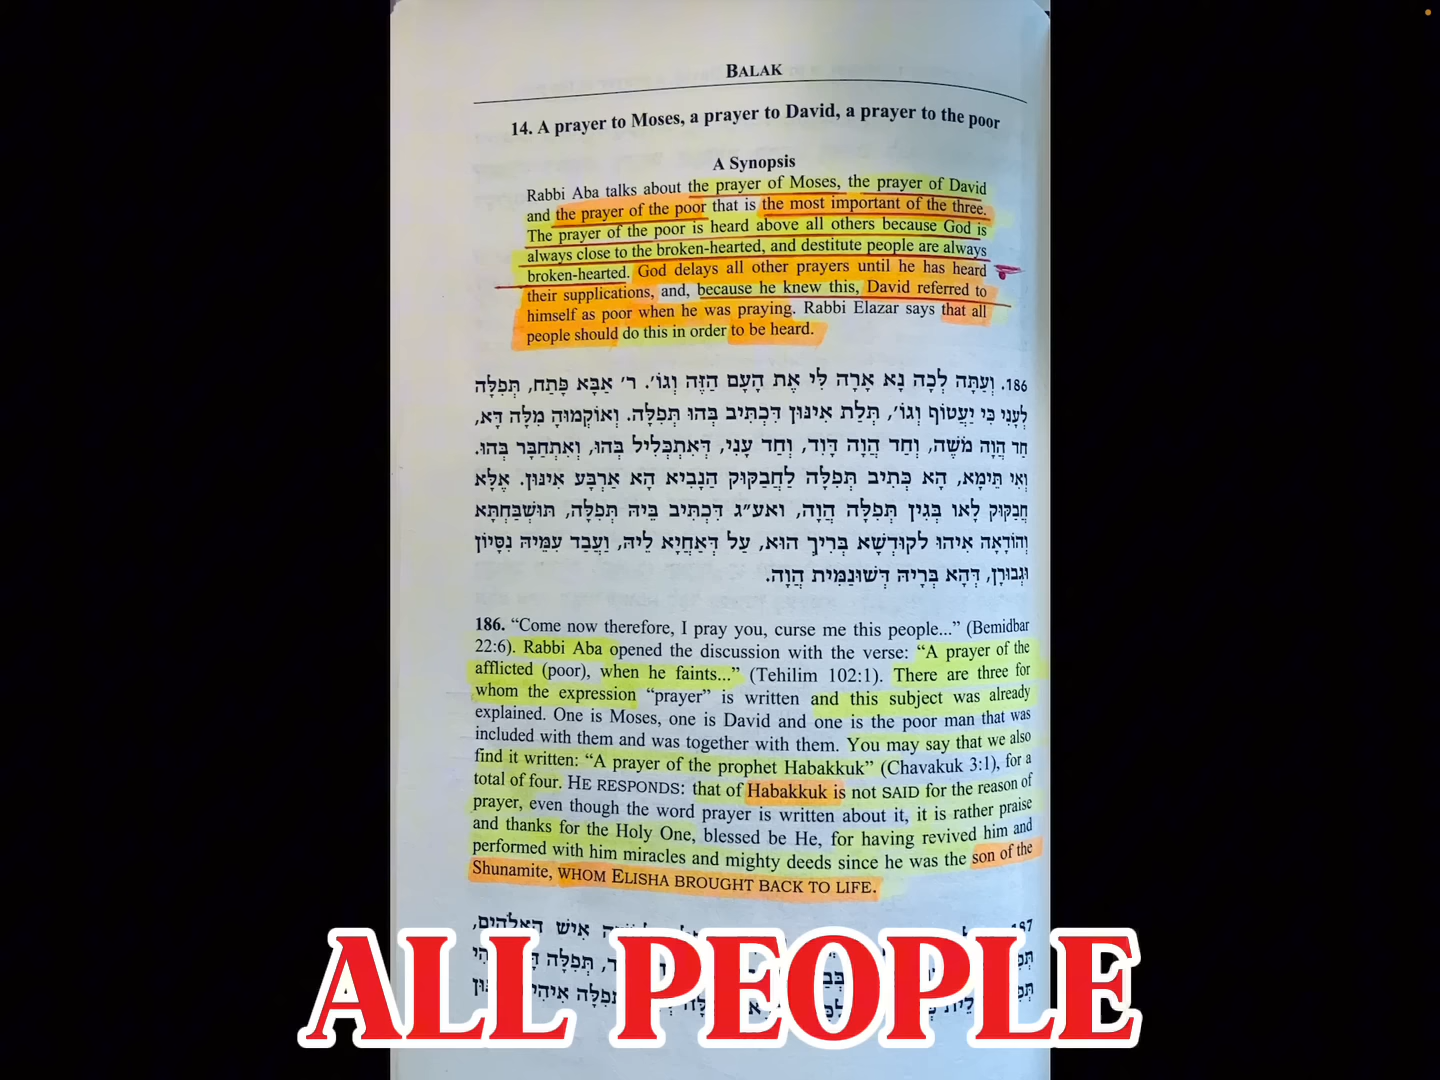 BALAK
14. A prayer to Moses, a prayer to David, a prayer to the poor
A Synopsis
Rabbi Aba talks about the prayer of Moses, the prayer of David
and the prayer of the poor that is the most important of the three.
The prayer of the poor is heard above all others because God is
always close to the broken-hearted, and destitute people are always
broken-hearted. God delays all other prayers until he has heard
their supplications, and, because he knew this, David referred to
himself as poor when he was praying. Rabbi Elazar says that all
people should do this in order to be heard.
186. וְעַתָּה לְכָה נָא אָרָה לִּי אֶת הָעָם הַזֶּה וְגוֹ'. ר' אַבָּא פָּתַח, תְּפִלָּה
לְעָנִי כִּי יַעֲטוֹף וְגוֹ', תְּלַת אִינּוּן דִּכְתִּיב בְּהוּ תְּפִלָּה. וְאוֹקְמוּהָ מִלָּה דָּא,
חַד הֲוָה מֹשֶׁה, וְחַד הֲוָה דָּוִד, וְחַד עָנִי, דְּאִתְכְּלִיל בְּהוּ, וְאִתְחַבָּר בְּהוּ.
וְאִי תֵּימָא, הָא כְּתִיב תְּפִלָּה לַחֲבַקּוּק הַנָּבִיא הָא אַרְבַּע אִינּוּן. אֶלָּא
חֲבַקּוּק לָאו בְּגִין תְּפִלָּה הֲוָה, וְאע״ג דִּכְתִּיב בֵּיהּ תְּפִלָּה, תּוּשְׁבַּחְתָּא
וְהוֹדָאָה אִיהוּ לְקוּדְשָׁא בְּרִיךְ הוּא, עַל דְּאַחֲיָיא לֵיהּ, וַעֲבַד עִמֵּיהּ נִסָּיוֹן
וּגְבוּרָן, דְּהָא בְּרֵיהּ דְּשׁוּנַמִּית הֲוָה.
186. “Come now therefore, I pray you, curse me this people...” (Bemidbar
22:6). Rabbi Aba opened the discussion with the verse: “A prayer of the
afflicted (poor), when he faints...” (Tehilim 102:1). There are three for
whom the expression “prayer” is written and this subject was already
explained. One is Moses, one is David and one is the poor man that was
included with them and was together with them. You may say that we also
find it written: “A prayer of the prophet Habakkuk” (Chavakuk 3:1), for a
total of four. HE RESPONDS: that of Habakkuk is not SAID for the reason of
prayer, even though the word prayer is written about it, it is rather praise
and thanks for the Holy One, blessed be He, for having revived him and
performed with him miracles and mighty deeds since he was the son of the
Shunamite, WHOM ELISHA BROUGHT BACK TO LIFE.
187 אִישׁ הָאֱלֹהִים,
תְּפִלָּה
תְּפִלָּה אִיהִי
ALL PEOPLE